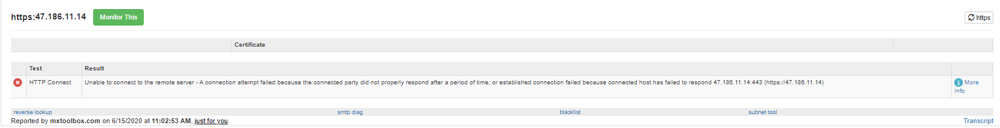 https:47.186.11.14 Monitor This https
Certificate
Test Result
HTTP Connect Unable to connect to the remote server - A connection attempt failed because the connected party did not properly respond after a period of time, or established connection failed because connected host has failed to respond 47.186.11.14:443 (https://47.186.11.14) More
Info
reverse lookup smtp diag blacklist subnet tool
Reported by mxtoolbox.com on 6/15/2020 at 11:02:53 AM, just for you. Transcript